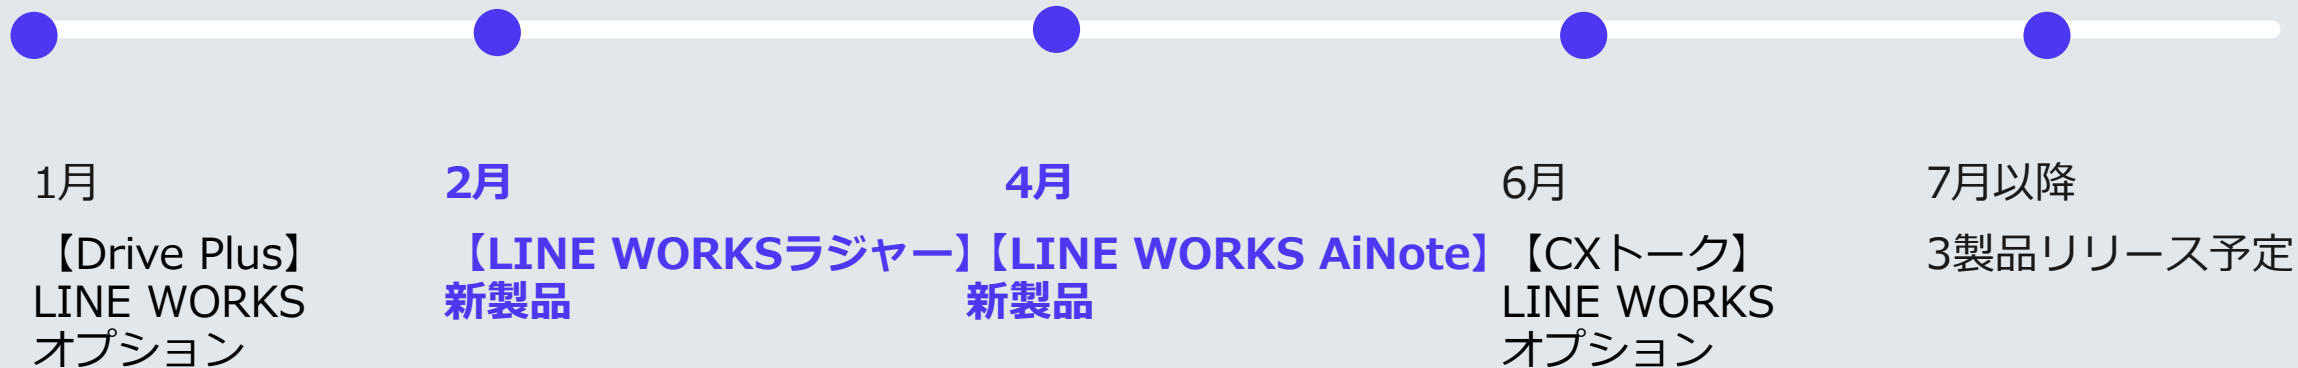 1月
【Drive Plus】
LINE WORKS
オプション
2月
【LINE WORKSラジャー】
新製品
4月
【LINE WORKS AiNote】
新製品
6月
【CXトーク】
LINE WORKS
オプション
7月以降
3製品リリース予定